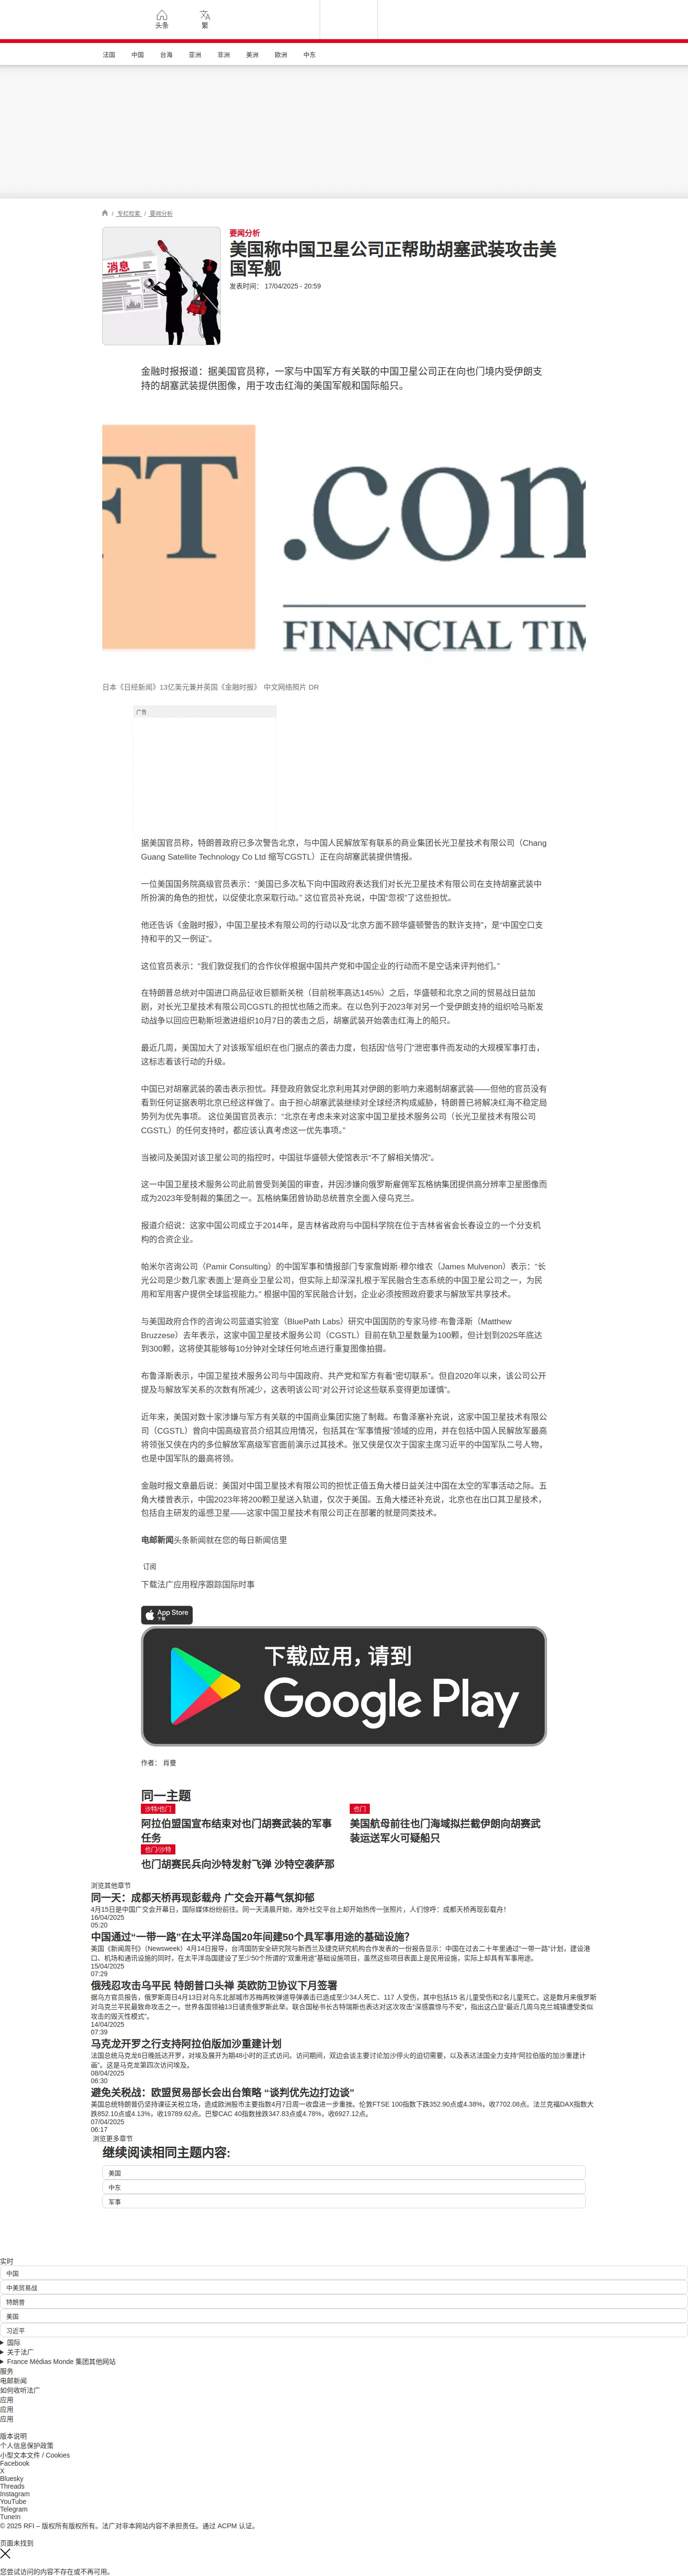 头条
繁
法国 中国 台海 亚洲 非洲 美洲 欧洲 中东
/ 专栏检索 / 要闻分析
消息
要闻分析
美国称中国卫星公司正帮助胡塞武装攻击美
国军舰
发表时间： 17/04/2025 - 20:59
金融时报报道：据美国官员称，一家与中国军方有关联的中国卫星公司正在向也门境内受伊朗支
持的胡塞武装提供图像，用于攻击红海的美国军舰和国际船只。
FT .com
FINANCIAL TIM
日本《日经新闻》13亿美元兼并英国《金融时报》 中文网络照片 DR
广告
据美国官员称，特朗普政府已多次警告北京，与中国人民解放军有联系的商业集团长光卫星技术有限公司（Chang
Guang Satellite Technology Co Ltd 缩写CGSTL）正在向胡塞武装提供情报。
一位美国国务院高级官员表示：“美国已多次私下向中国政府表达我们对长光卫星技术有限公司在支持胡塞武装中
所扮演的角色的担忧，以促使北京采取行动。” 这位官员补充说，中国“忽视”了这些担忧。
他还告诉《金融时报》，中国卫星技术有限公司的行动以及“北京方面不顾华盛顿警告的默许支持”，是“中国空口支
持和平的又一例证”。
这位官员表示：“我们敦促我们的合作伙伴根据中国共产党和中国企业的行动而不是空话来评判他们。”
在特朗普总统对中国进口商品征收巨额新关税（目前税率高达145%）之后，华盛顿和北京之间的贸易战日益加
剧，对长光卫星技术有限公司CGSTL的担忧也随之而来。在以色列于2023年对另一个受伊朗支持的组织哈马斯发
动战争以回应巴勒斯坦激进组织10月7日的袭击之后，胡塞武装开始袭击红海上的船只。
最近几周，美国加大了对该叛军组织在也门据点的袭击力度，包括因“信号门”泄密事件而发动的大规模军事打击，
这标志着该行动的升级。
中国已对胡塞武装的袭击表示担忧。拜登政府敦促北京利用其对伊朗的影响力来遏制胡塞武装——但他的官员没有
看到任何证据表明北京已经这样做了。由于担心胡塞武装继续对全球经济构成威胁，特朗普已将解决红海不稳定局
势列为优先事项。 这位美国官员表示：“北京在考虑未来对这家中国卫星技术服务公司（长光卫星技术有限公司
CGSTL）的任何支持时，都应该认真考虑这一优先事项。”
当被问及美国对该卫星公司的指控时，中国驻华盛顿大使馆表示“不了解相关情况”。
这一中国卫星技术服务公司此前曾受到美国的审查，并因涉嫌向俄罗斯雇佣军瓦格纳集团提供高分辨率卫星图像而
成为2023年受制裁的集团之一。瓦格纳集团曾协助总统普京全面入侵乌克兰。
报道介绍说：这家中国公司成立于2014年，是吉林省政府与中国科学院在位于吉林省省会长春设立的一个分支机
构的合资企业。
帕米尔咨询公司（Pamir Consulting）的中国军事和情报部门专家詹姆斯·穆尔维农（James Mulvenon）表示：“长
光公司是少数几家‘表面上’是商业卫星公司，但实际上却深深扎根于军民融合生态系统的中国卫星公司之一，为民
用和军用客户提供全球监视能力。” 根据中国的军民融合计划，企业必须按照政府要求与解放军共享技术。
与美国政府合作的咨询公司蓝道实验室（BluePath Labs）研究中国国防的专家马修·布鲁泽斯（Matthew
Bruzzese）去年表示，这家中国卫星技术服务公司（CGSTL）目前在轨卫星数量为100颗，但计划到2025年底达
到300颗，这将使其能够每10分钟对全球任何地点进行重复图像拍摄。
布鲁泽斯表示，中国卫星技术服务公司与中国政府、共产党和军方有着“密切联系”。但自2020年以来，该公司公开
提及与解放军关系的次数有所减少，这表明该公司“对公开讨论这些联系变得更加谨慎”。
近年来，美国对数十家涉嫌与军方有关联的中国商业集团实施了制裁。布鲁泽塞补充说，这家中国卫星技术有限公
司（CGSTL）曾向中国高级官员介绍其应用情况，包括其在“军事情报”领域的应用，并在包括中国人民解放军最高
将领张又侠在内的多位解放军高级军官面前演示过其技术。张又侠是仅次于国家主席习近平的中国军队二号人物，
也是中国军队的最高将领。
金融时报文章最后说：美国对中国卫星技术有限公司的担忧正值五角大楼日益关注中国在太空的军事活动之际。五
角大楼曾表示，中国2023年将200颗卫星送入轨道，仅次于美国。五角大楼还补充说，北京也在出口其卫星技术，
包括自主研发的遥感卫星——这家中国卫星技术有限公司正在部署的就是同类技术。
电邮新闻头条新闻就在您的每日新闻信里
订阅
下载法广应用程序跟踪国际时事
App Store
下载
下载应用，请到
Google Play
作者： 肖曼
同一主题
沙特/也门
阿拉伯盟国宣布结束对也门胡赛武装的军事
任务
也门
美国航母前往也门海域拟拦截伊朗向胡赛武
装运送军火可疑船只
也门/沙特
也门胡赛民兵向沙特发射飞弹 沙特空袭萨那
浏览其他章节
同一天：成都天桥再现彭载舟 广交会开幕气氛抑郁
4月15日是中国广交会开幕日，国际媒体纷纷前往。同一天清晨开始，海外社交平台上却开始热传一张照片，人们惊呼：成都天桥再现彭载舟！
16/04/2025
05:20
中国通过“一带一路”在太平洋岛国20年间建50个具军事用途的基础设施?
美国《新闻周刊》（Newsweek）4月14日报导，台湾国防安全研究院与新西兰及捷克研究机构合作发表的一份报告显示：中国在过去二十年里通过“一带一路”计划，建设港
口、机场和通讯设施的同时，在太平洋岛国建设了至少50个所谓的“双重用途”基础设施项目，虽然这些项目表面上是民用设施，实际上却具有军事用途。
15/04/2025
07:29
俄残忍攻击乌平民 特朗普口头禅 英欧防卫协议下月签署
据乌方官员报告，俄罗斯周日4月13日对乌东北部城市苏梅两枚弹道导弹袭击已造成至少34人死亡、117 人受伤，其中包括15 名儿童受伤和2名儿童死亡。这是数月来俄罗斯
对乌克兰平民最致命攻击之一。世界各国领袖13日谴责俄罗斯此举。联合国秘书长古特瑞斯也表达对这次攻击“深感震惊与不安”，指出这凸显“最近几周乌克兰城镇遭受类似
攻击的毁灭性模式”。
14/04/2025
07:39
马克龙开罗之行支持阿拉伯版加沙重建计划
法国总统马克龙6日晚抵达开罗，对埃及展开为期48小时的正式访问。访问期间，双边会谈主要讨论加沙停火的迫切需要，以及表达法国全力支持“阿拉伯版的加沙重建计
画”。这是马克龙第四次访问埃及。
08/04/2025
06:30
避免关税战：欧盟贸易部长会出台策略 “谈判优先边打边谈”
美国总统特朗普仍坚持课征关税立场，造成欧洲股市主要指数4月7日周一收盘进一步重挫。伦敦FTSE 100指数下跌352.90点或4.38%，收7702.08点。法兰克福DAX指数大
跌852.10点或4.13%，收19789.62点。巴黎CAC 40指数挫跌347.83点或4.78%，收6927.12点。
07/04/2025
06:17
浏览更多章节
继续阅读相同主题内容:
美国
中东
军事
实时
中国
中美贸易战
特朗普
美国
习近平
国际
关于法广
France Médias Monde 集团其他网站
服务
电邮新闻
如何收听法广
应用
应用
应用
版本说明
个人信息保护政策
小型文本文件 / Cookies
Facebook
X
Bluesky
Threads
Instagram
YouTube
Telegram
TuneIn
© 2025 RFI – 版权所有版权所有。法广对非本网站内容不承担责任。通过 ACPM 认证。
页面未找到
您尝试访问的内容不存在或不再可用。